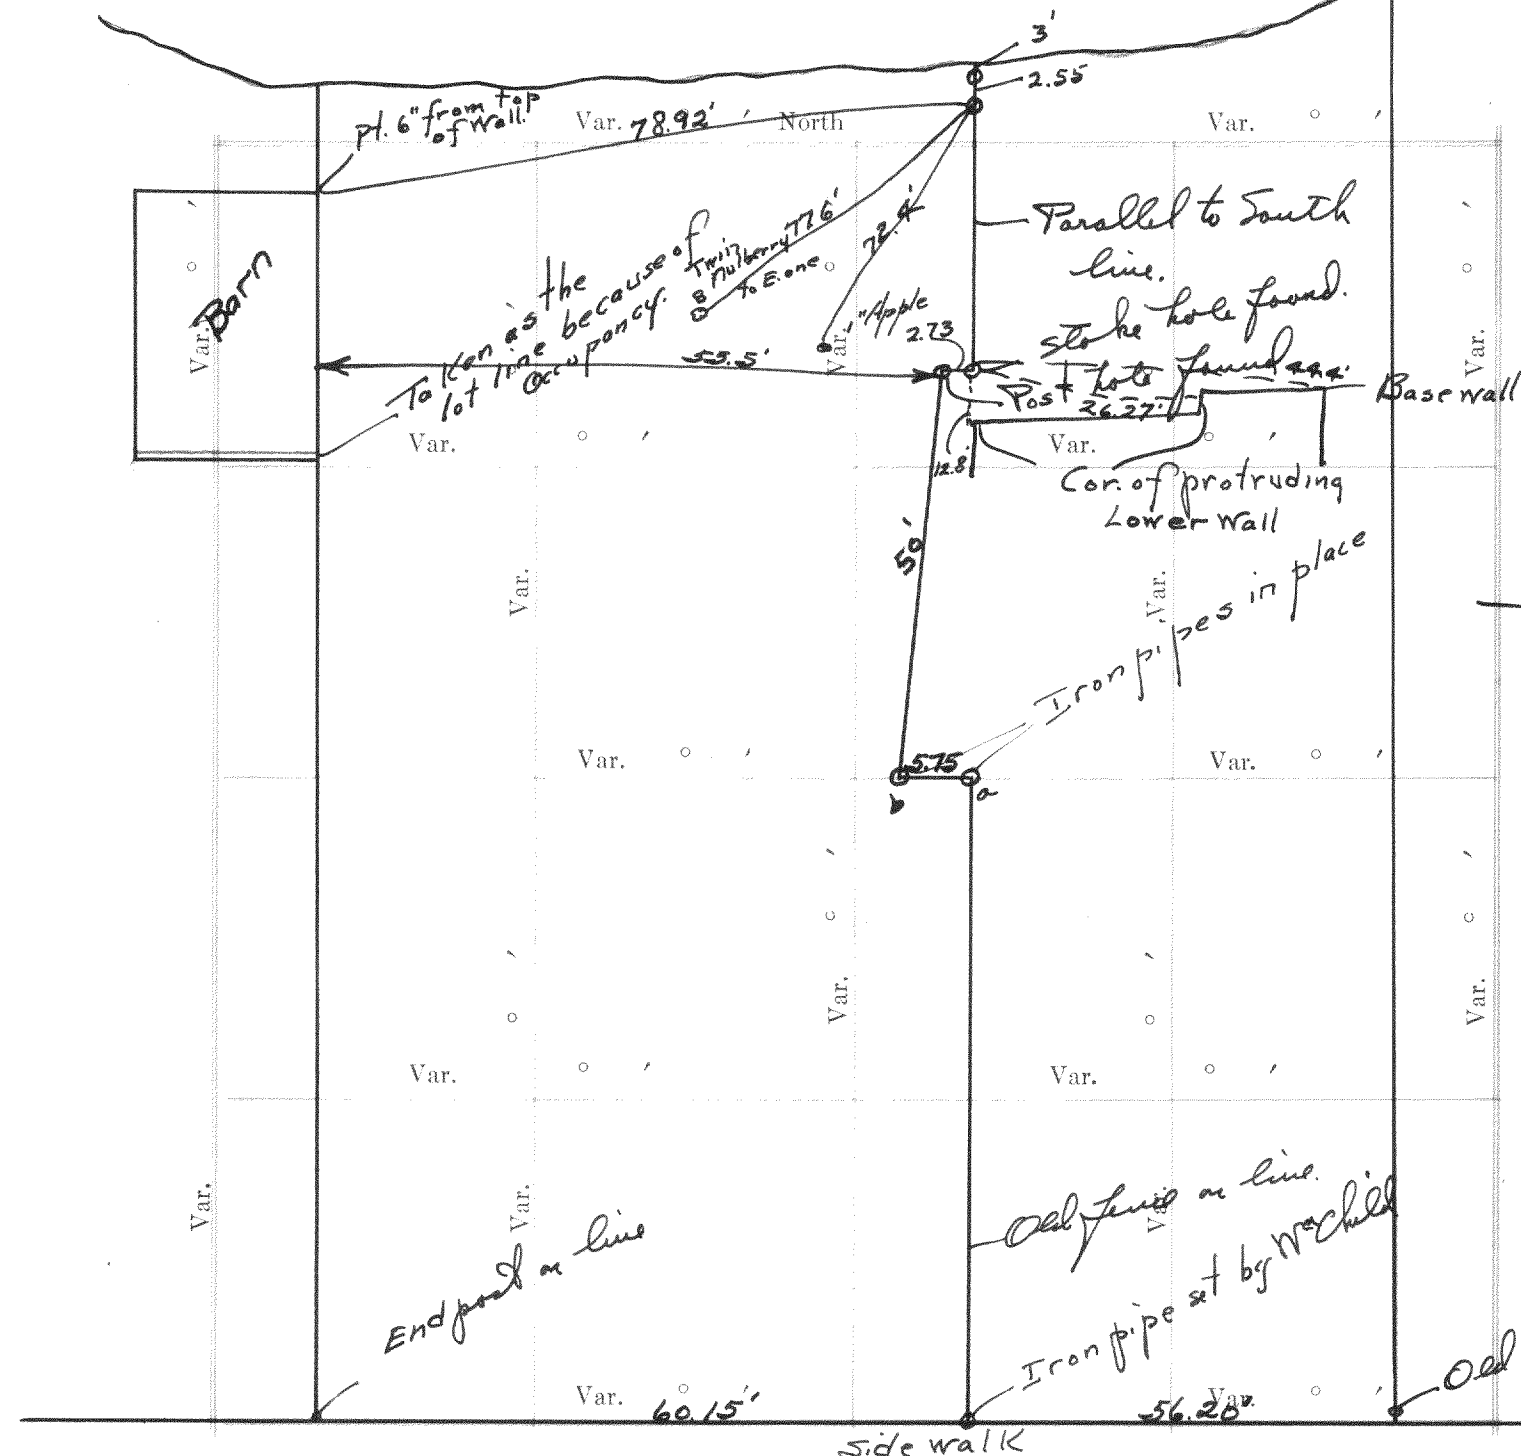 3'
2.55
pt. 6" from top
of wall.
Var. 78.92' North
Var. ° '
Parallel to South
line.
72.4'
77.6'
Twin
Mulberry
to E. one
8
Barn
Taken as the
lot line because of
Occupancy.
"Apple
2.73
stake hole found.
Post hole found
55.5'
26.27'
Base wall
12.8'
Var.
Var.
Var.
Var. ° '
Var. ° '
Cor. of protruding
Lower Wall
50'
Var.
Var.
Iron pipes in place
5.75
b
a
Var. ° '
Var. ° '
Var.
Var.
Var. ° '
Var. ° '
Old fence on line.
Var.
Var.
Var.
End post on line
Iron pipe set by
Old
Var. ° '
Var. ° '
60.15'
56.20'
Side walk